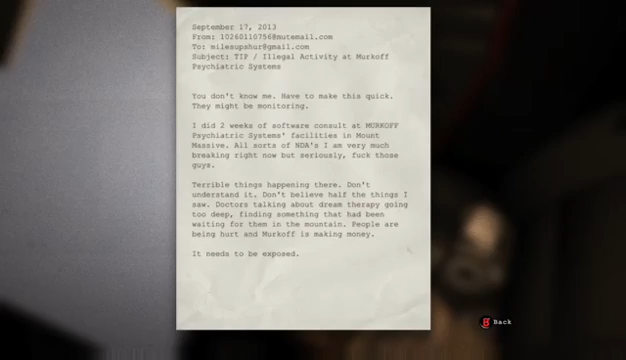 September 17, 2013
From: 10260110756@mutemail.com
To: milesupshur@gmail.com
Subject: TIP / Illegal Activity at Murkoff
Psychiatric Systems
You don't know me. Have to make this quick.
They might be monitoring.
I did 2 weeks of software consult at MURKOFF
Psychiatric Systems' facilities in Mount
Massive. All sorts of NDA's I am very much
breaking right now but seriously, fuck those
guys.
Terrible things happening there. Don't
understand it. Don't believe half the things I
saw. Doctors talking about dream therapy going
too deep, finding something that had been
waiting for them in the mountain. People are
being hurt and Murkoff is making money.
It needs to be exposed.
B Back